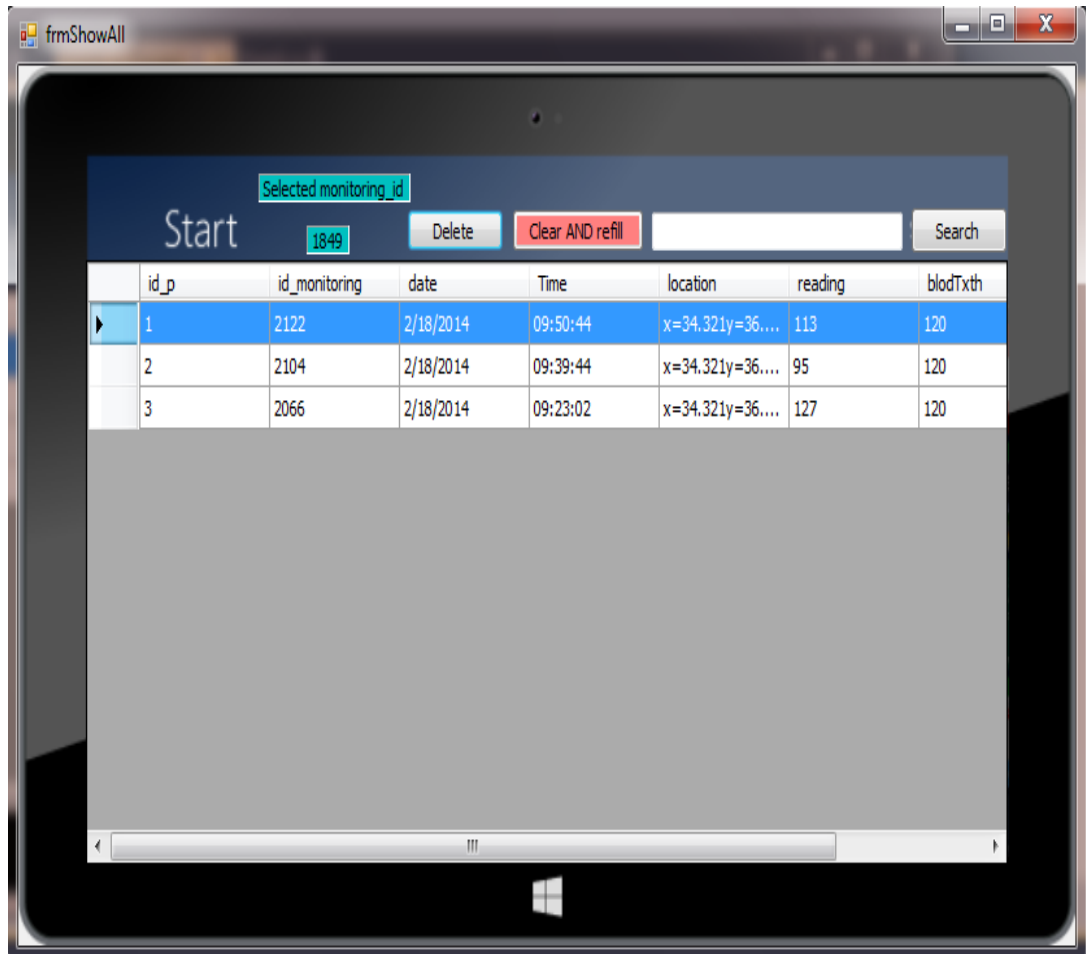 frmShowAll
Selected monitoring_id
Start 1849 Delete Clear AND refill Search
id_p id_monitoring date Time location reading blodTxth
1 2122 2/18/2014 09:50:44 x=34.321y=36.... 113 120
2 2104 2/18/2014 09:39:44 x=34.321y=36.... 95 120
3 2066 2/18/2014 09:23:02 x=34.321y=36.... 127 120